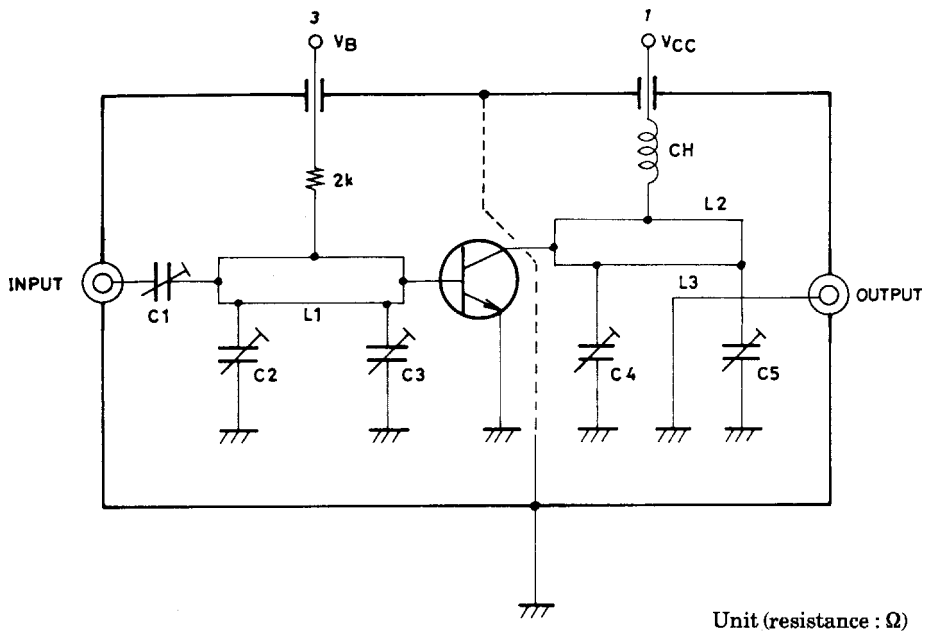 3
1
VB
VCC
CH
2k
L2
INPUT
C1
L1
L3
OUTPUT
C2
C3
C4
C5
Unit (resistance : Ω)